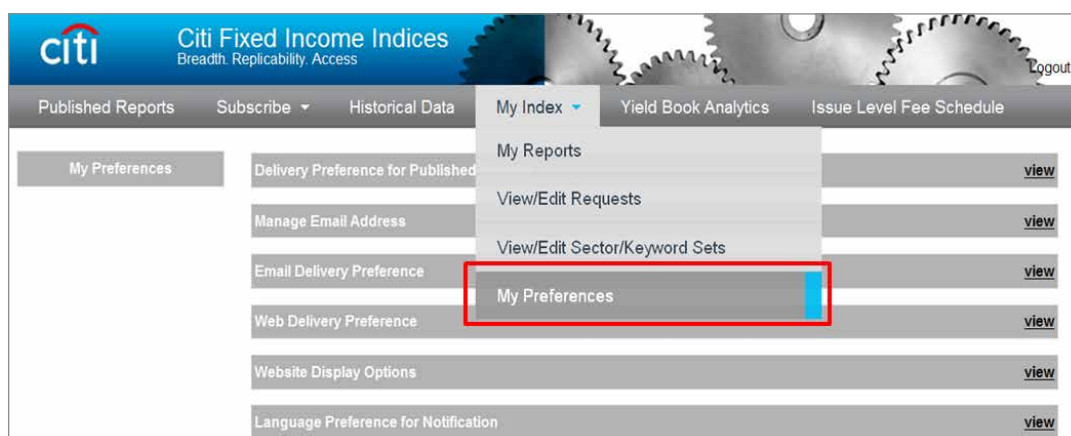 citi
Citi Fixed Income Indices
Breadth. Replicability. Access
Logout
Published Reports Subscribe Historical Data My Index Yield Book Analytics Issue Level Fee Schedule
My Reports
View/Edit Requests
View/Edit Sector/Keyword Sets
My Preferences
My Preferences
Delivery Preference for Published view
Manage Email Address view
Email Delivery Preference view
Web Delivery Preference view
Website Display Options view
Language Preference for Notification view